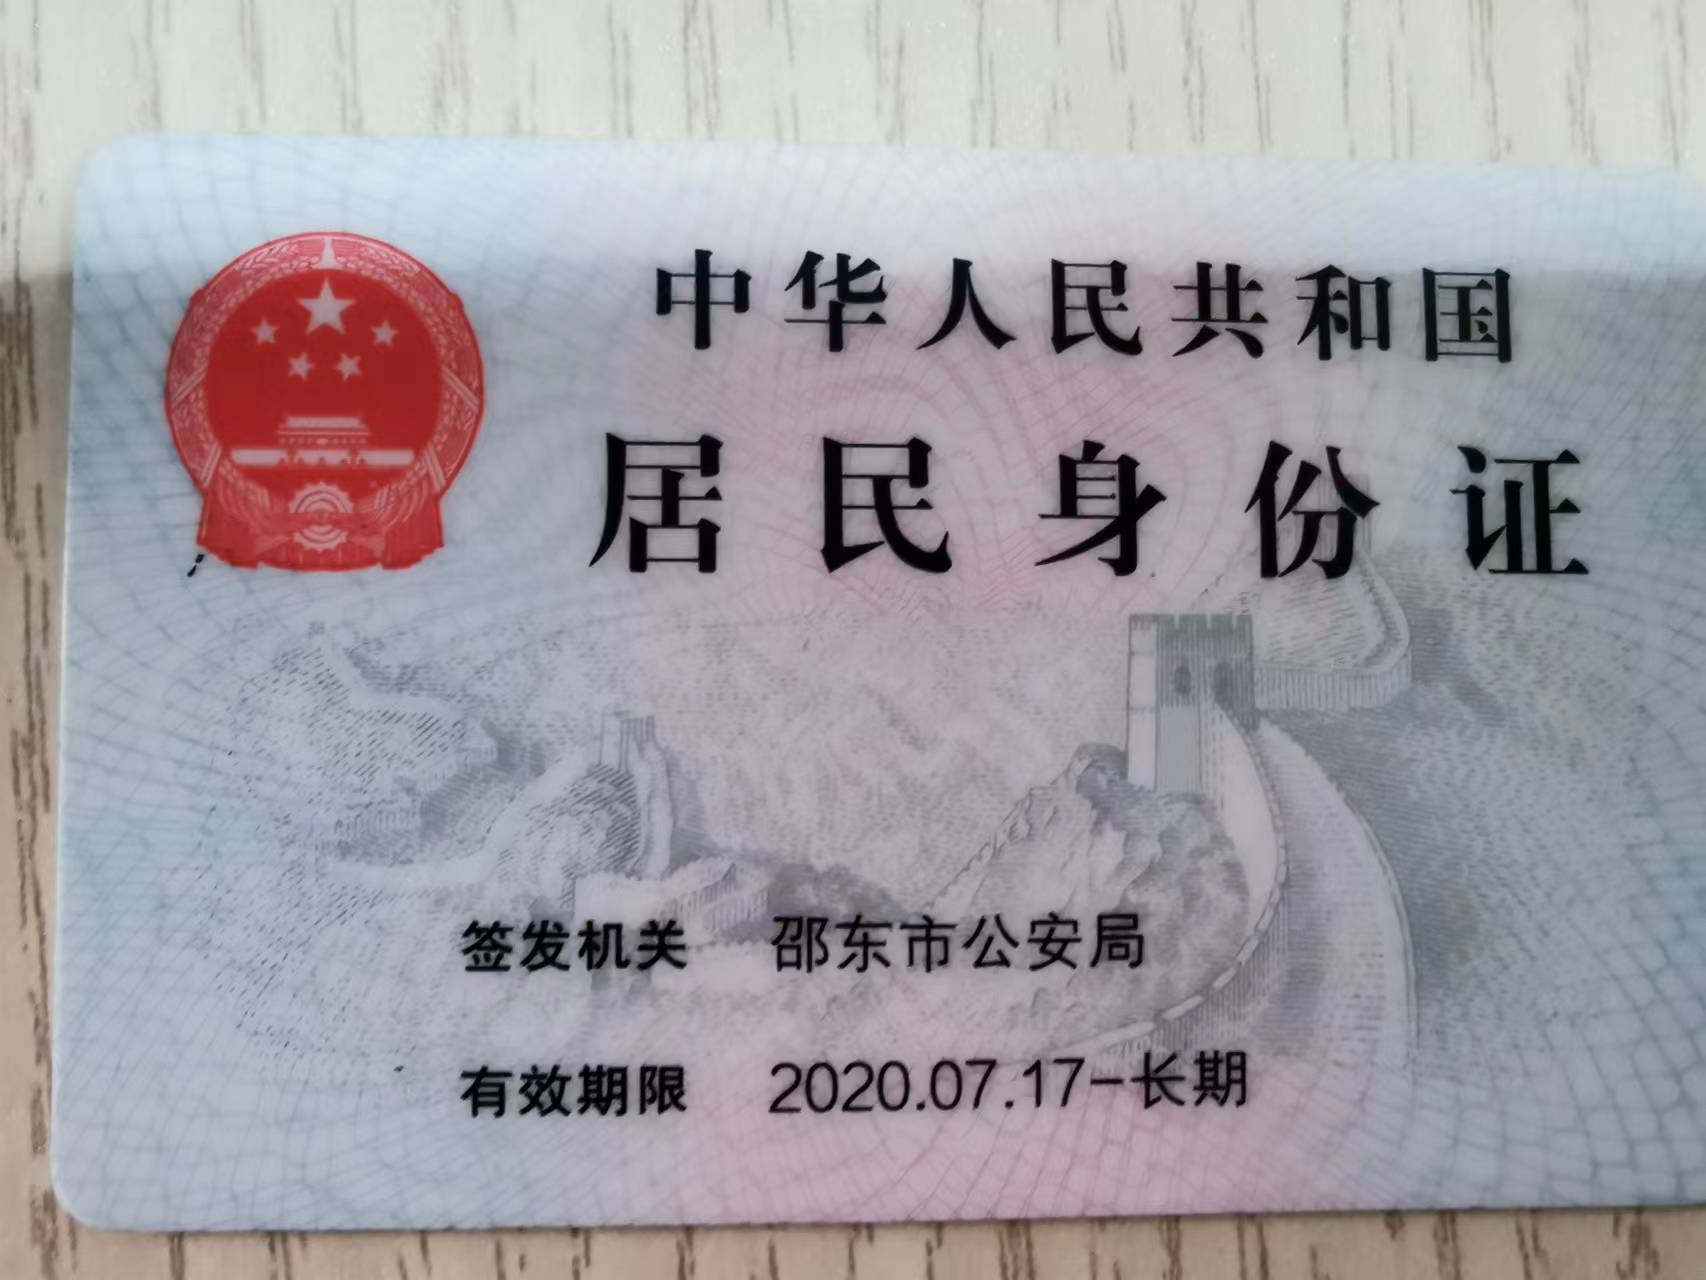 中华人民共和国
居民身份证
签发机关 邵东市公安局
有效期限 2020.07.17-长期